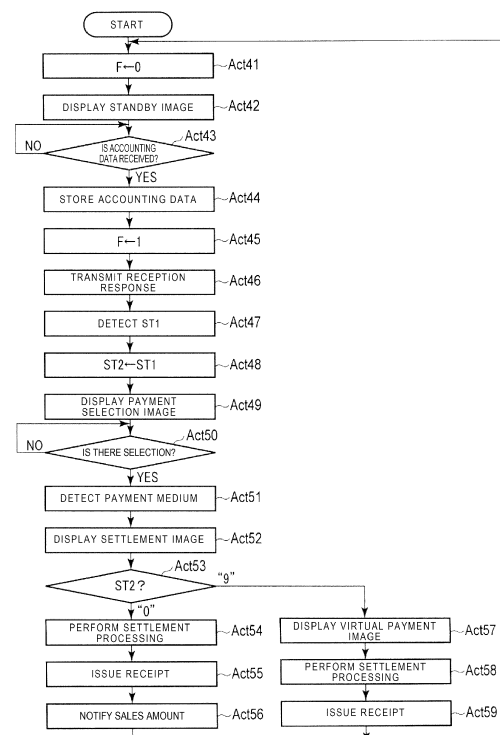 START
F←0
Act41
DISPLAY STANDBY IMAGE
Act42
Act43
IS ACCOUNTING
DATA RECEIVED?
NO
YES
STORE ACCOUNTING DATA
Act44
F←1
Act45
TRANSMIT RECEPTION
RESPONSE
Act46
DETECT ST1
Act47
ST2←ST1
Act48
DISPLAY PAYMENT
SELECTION IMAGE
Act49
Act50
IS THERE SELECTION?
NO
YES
DETECT PAYMENT MEDIUM
Act51
DISPLAY SETTLEMENT IMAGE
Act52
Act53
ST2?
"9"
"0"
PERFORM SETTLEMENT
PROCESSING
Act54
ISSUE RECEIPT
Act55
NOTIFY SALES AMOUNT
Act56
DISPLAY VIRTUAL PAYMENT
IMAGE
Act57
PERFORM SETTLEMENT
PROCESSING
Act58
ISSUE RECEIPT
Act59